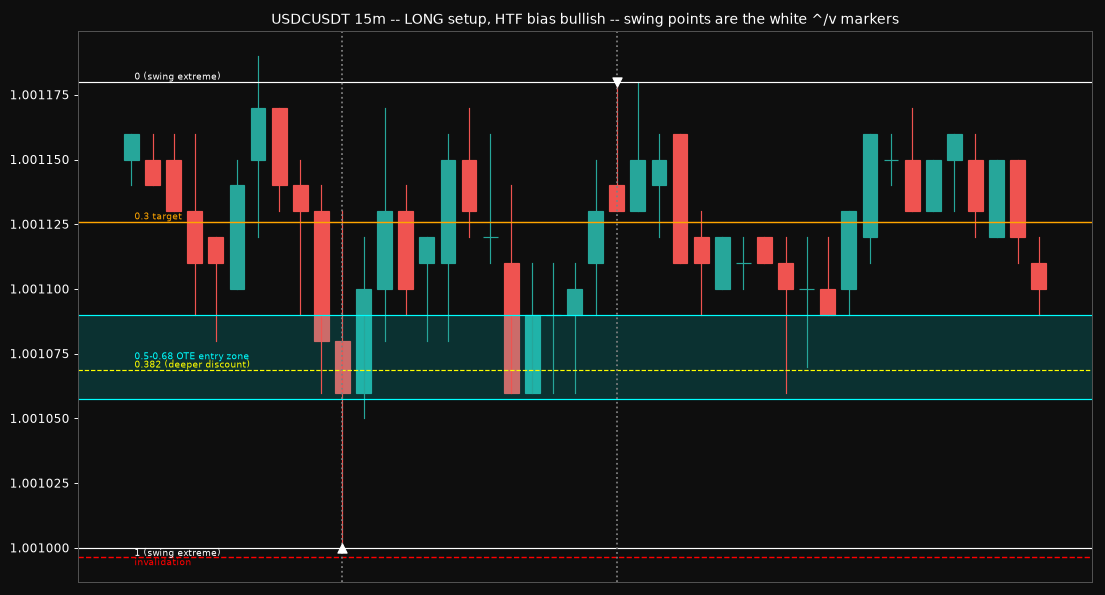 USDCUSDT 15m -- LONG setup, HTF bias bullish -- swing points are the white ^/v markers
0 (swing extreme)
1.001175
1.001150
0.3 target
1.001125
1.001100
0.5-0.68 OTE entry zone
1.001075
0.382 (deeper discount)
1.001050
1.001025
1.001000
1 (swing extreme)
invalidation